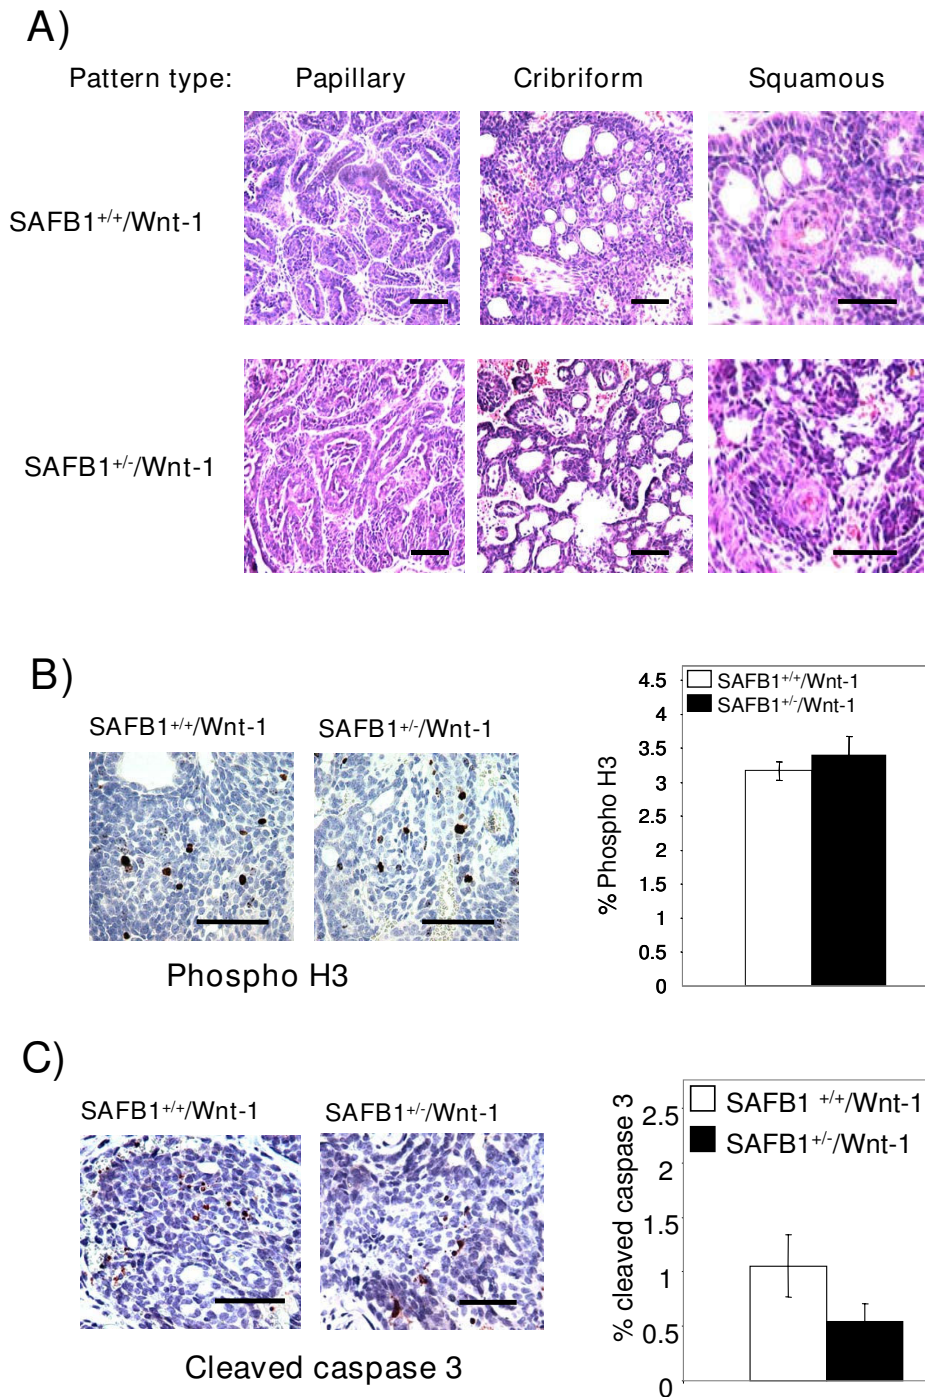 A)
Pattern type: Papillary Cribriform Squamous
SAFB1+/+/Wnt-1
SAFB1+/-/Wnt-1
B)
SAFB1+/+/Wnt-1 SAFB1+/-/Wnt-1
Phospho H3
% Phospho H3
4.5
4
3.5
3
2.5
2
1.5
1
0.5
0
SAFB1+/+/Wnt-1
SAFB1+/-/Wnt-1
C)
SAFB1+/+/Wnt-1 SAFB1+/-/Wnt-1
Cleaved caspase 3
% cleaved caspase 3
2.5
2
1.5
1
0.5
0
SAFB1 +/+/Wnt-1
SAFB1+/-/Wnt-1